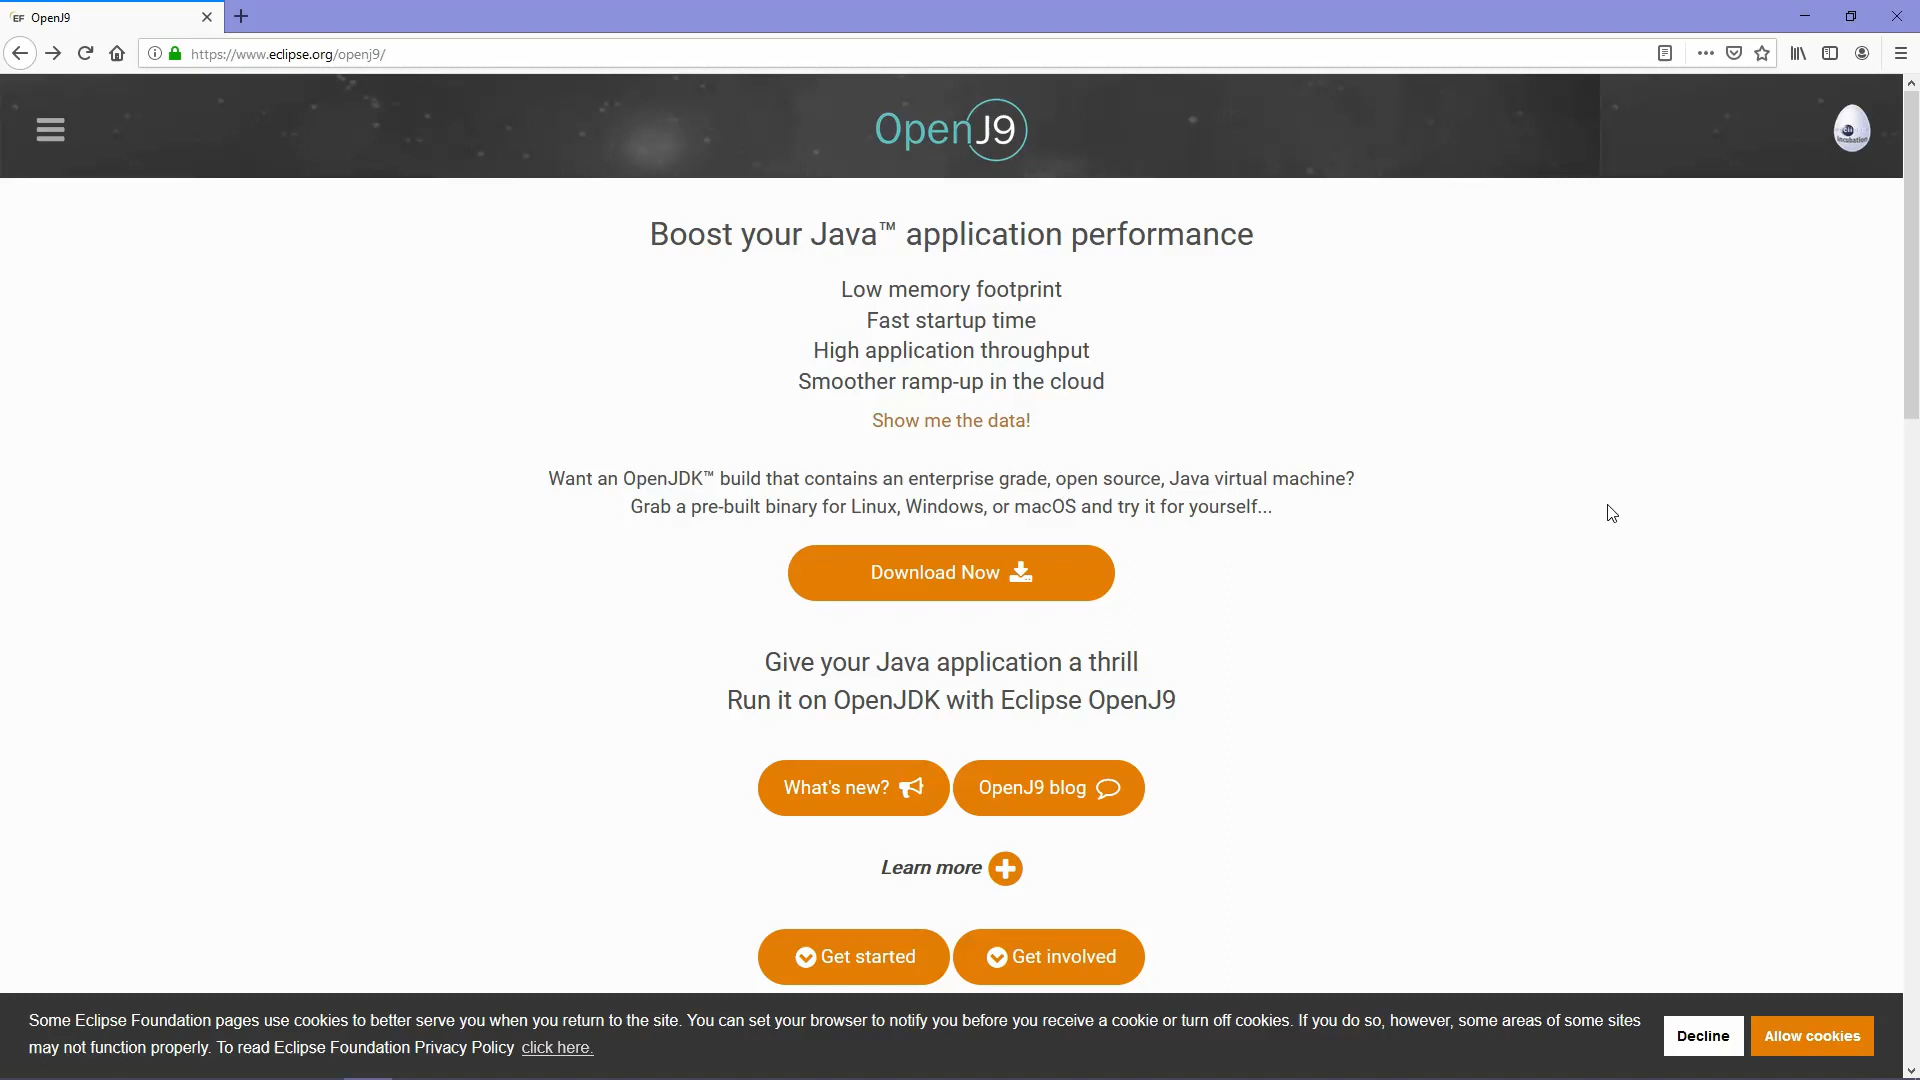 OpenJ9
https://www.eclipse.org/openj9/
OpenJ9
incubation
Boost your Java™ application performance
Low memory footprint
Fast startup time
High application throughput
Smoother ramp-up in the cloud
Show me the data!
Want an OpenJDK™ build that contains an enterprise grade, open source, Java virtual machine?
Grab a pre-built binary for Linux, Windows, or macOS and try it for yourself...
Download Now
Give your Java application a thrill
Run it on OpenJDK with Eclipse OpenJ9
What's new?
OpenJ9 blog
Learn more
Get started
Get involved
Some Eclipse Foundation pages use cookies to better serve you when you return to the site. You can set your browser to notify you before you receive a cookie or turn off cookies. If you do so, however, some areas of some sites
may not function properly. To read Eclipse Foundation Privacy Policy click here.
Decline
Allow cookies